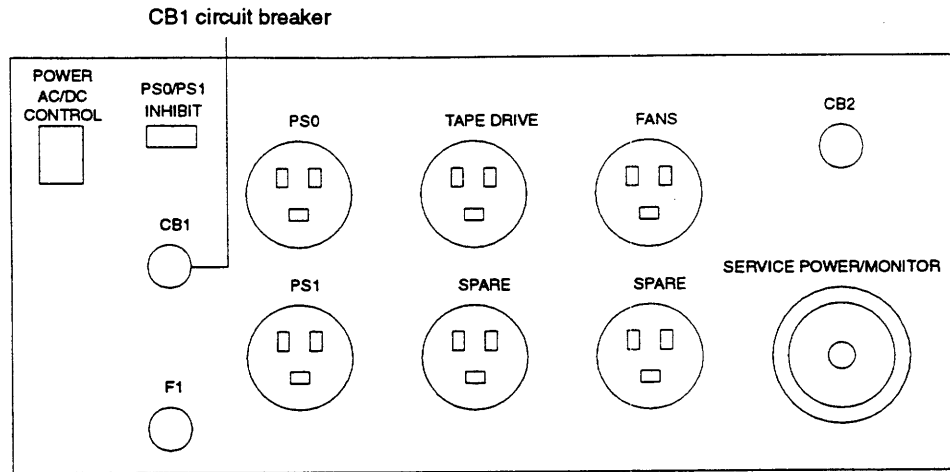 CB1 circuit breaker
POWER
AC/DC
CONTROL
PS0/PS1
INHIBIT
PS0
TAPE DRIVE
FANS
CB2
CB1
PS1
SPARE
SPARE
SERVICE POWER/MONITOR
F1